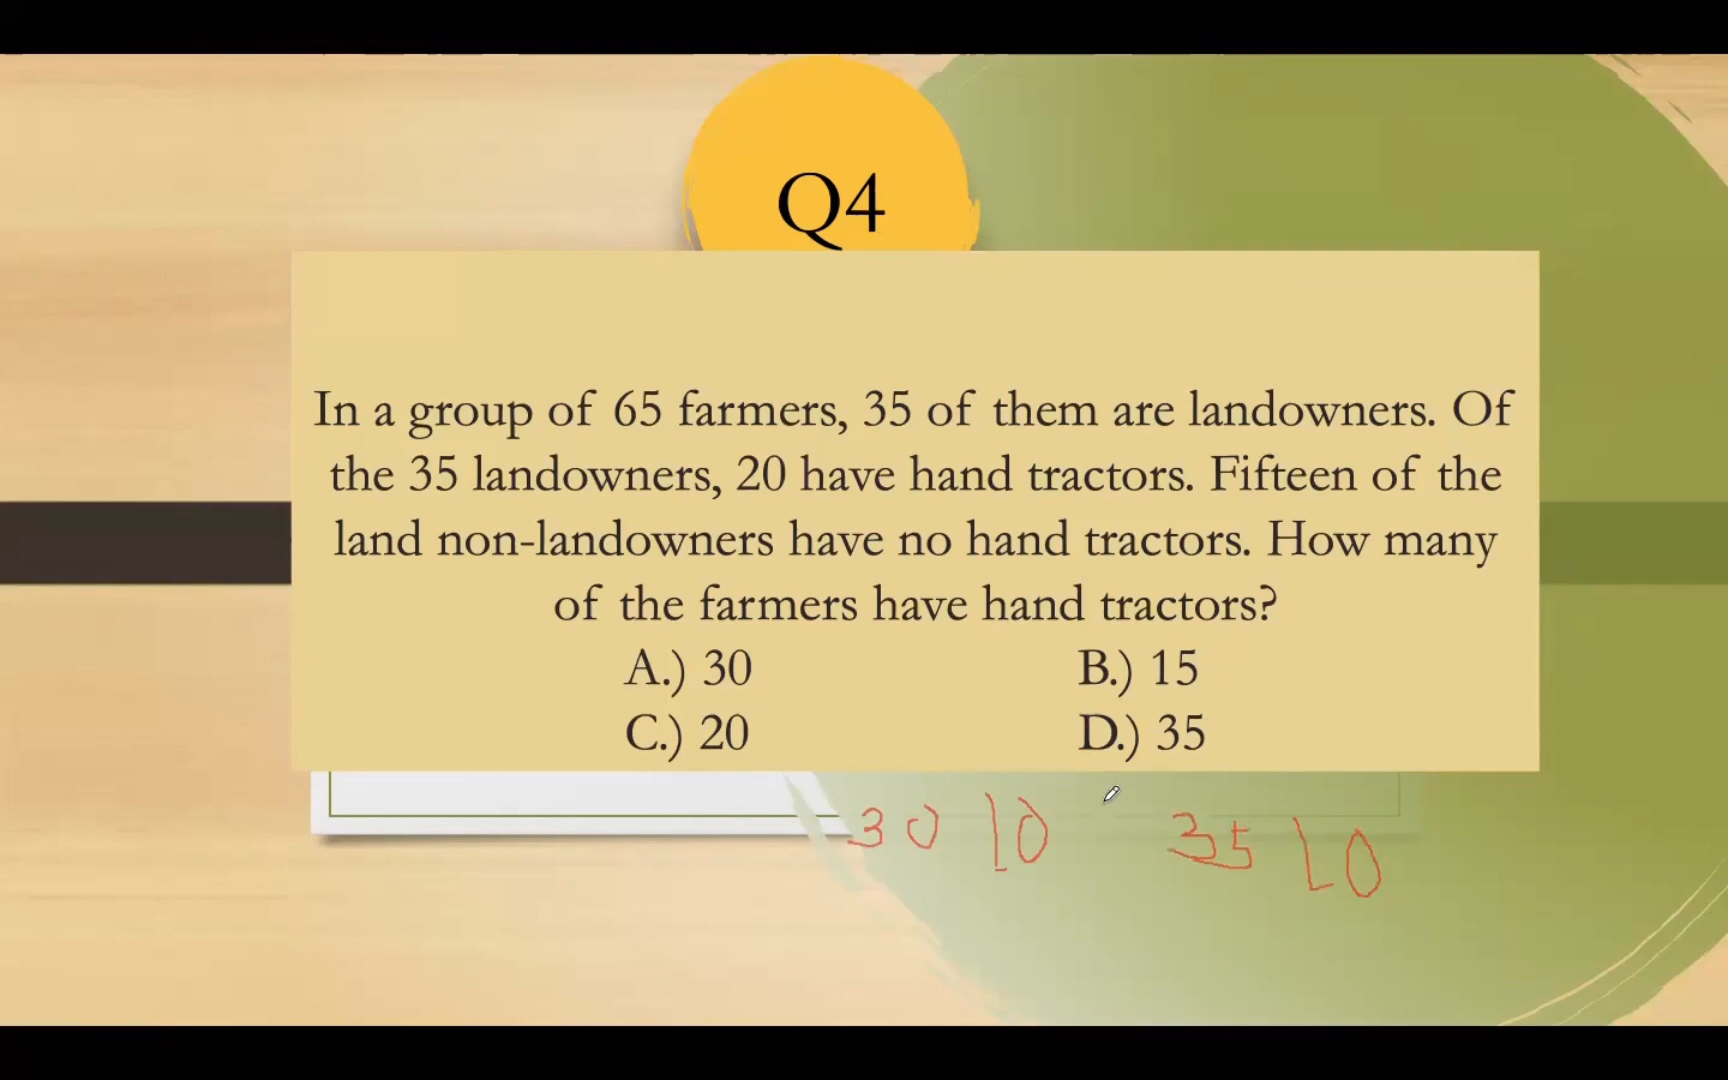 Q4
In a group of 65 farmers, 35 of them are landowners. Of
the 35 landowners, 20 have hand tractors. Fifteen of the
land non-landowners have no hand tractors. How many
of the farmers have hand tractors?
A.) 30 B.) 15
C.) 20 D.) 35
30 10 35 10